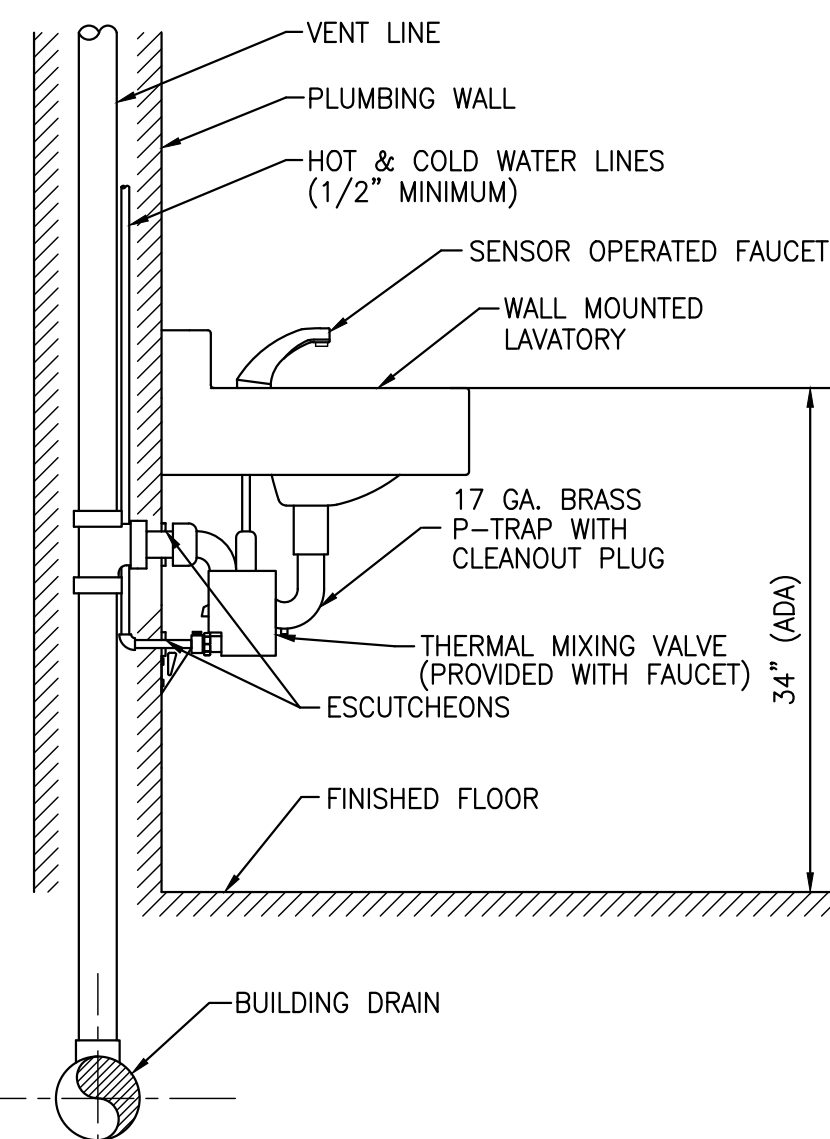 VENT LINE
PLUMBING WALL
HOT & COLD WATER LINES
(1/2" MINIMUM)
SENSOR OPERATED FAUCET
WALL MOUNTED
LAVATORY
17 GA. BRASS
P-TRAP WITH
CLEANOUT PLUG
THERMAL MIXING VALVE
(PROVIDED WITH FAUCET)
34" (ADA)
ESCUTCHEONS
FINISHED FLOOR
BUILDING DRAIN